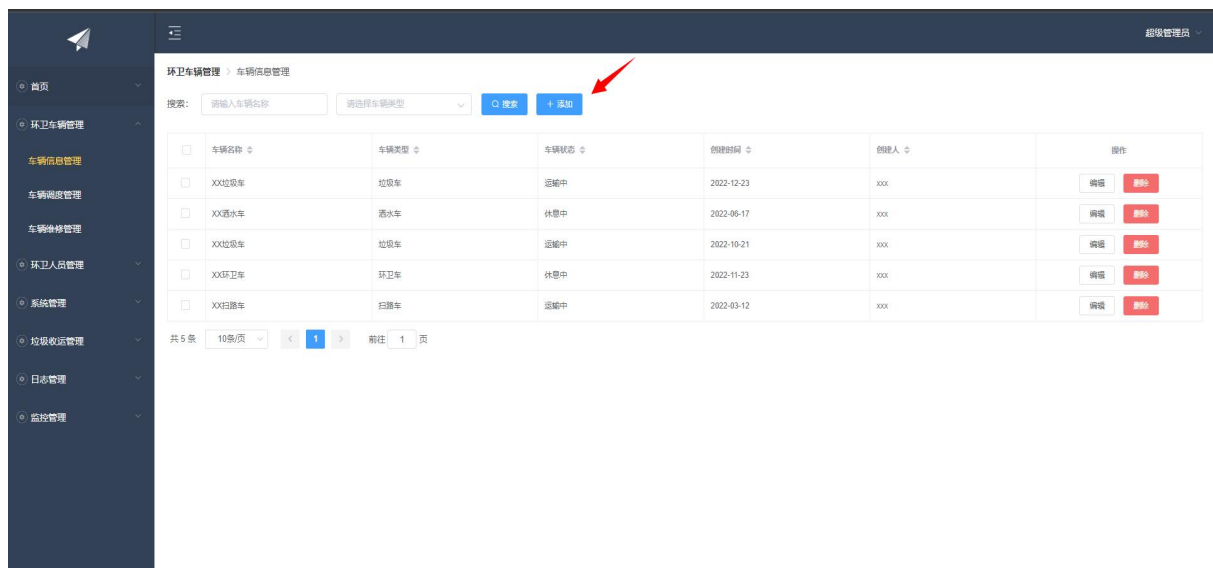 超级管理员
首页
环卫车辆管理
车辆信息管理
车辆调度管理
车辆维修管理
环卫人员管理
系统管理
垃圾收运管理
日志管理
监控管理
环卫车辆管理 > 车辆信息管理
搜索: 请输入车辆名称 请选择车辆类型 搜索 + 添加
车辆名称 车辆类型 车辆状态 创建时间 创建人 操作
XX垃圾车 垃圾车 运输中 2022-12-23 xxx 编辑 删除
XX洒水车 洒水车 休息中 2022-06-17 xxx 编辑 删除
XX垃圾车 垃圾车 运输中 2022-10-21 xxx 编辑 删除
XX环卫车 环卫车 休息中 2022-11-23 xxx 编辑 删除
XX扫路车 扫路车 运输中 2022-03-12 xxx 编辑 删除
共 5 条 10条/页 < 1 > 前往 1 页